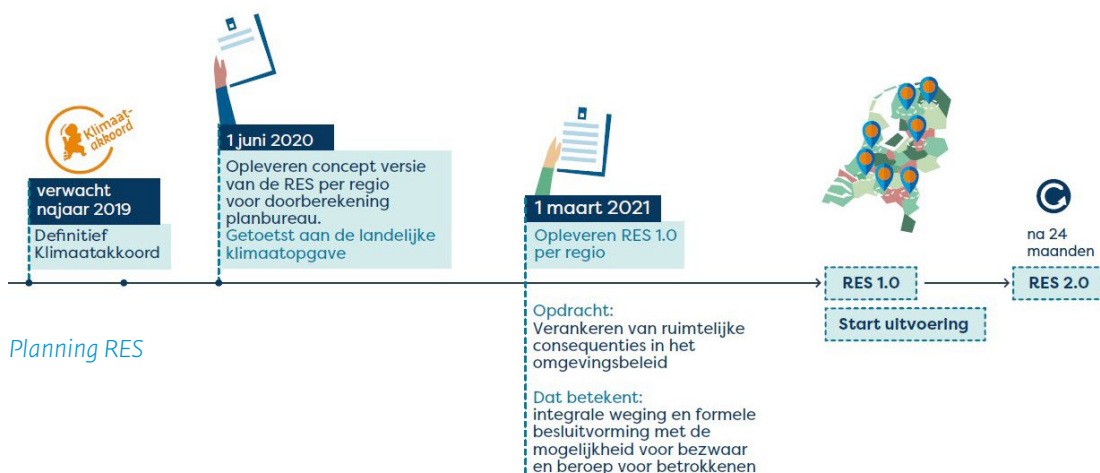 Klimaat-
akkoord
verwacht
najaar 2019
Definitief
Klimaatakkoord
1 juni 2020
Opleveren concept versie
van de RES per regio
voor doorberekening
planbureau.
Getoetst aan de landelijke
klimaatopgave
1 maart 2021
Opleveren RES 1.0
per regio
Opdracht:
Verankeren van ruimtelijke
consequenties in het
omgevingsbeleid
Dat betekent:
integrale weging en formele
besluitvorming met de
mogelijkheid voor bezwaar
en beroep voor betrokkenen
RES 1.0
Start uitvoering
na 24
maanden
RES 2.0
Planning RES